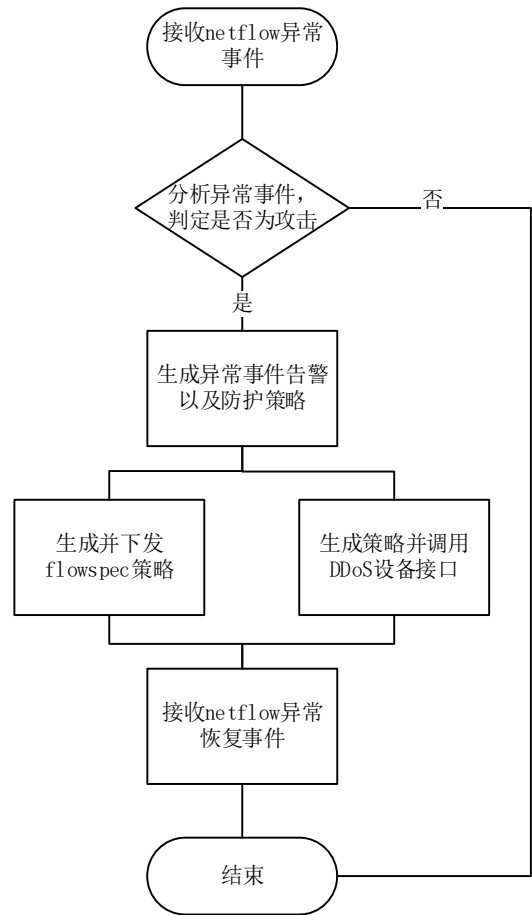 接收netflow异常
事件
分析异常事件，
判定是否为攻击
否
是
生成异常事件告警
以及防护策略
生成并下发
flowspec策略
生成策略并调用
DDoS设备接口
接收netflow异常
恢复事件
结束